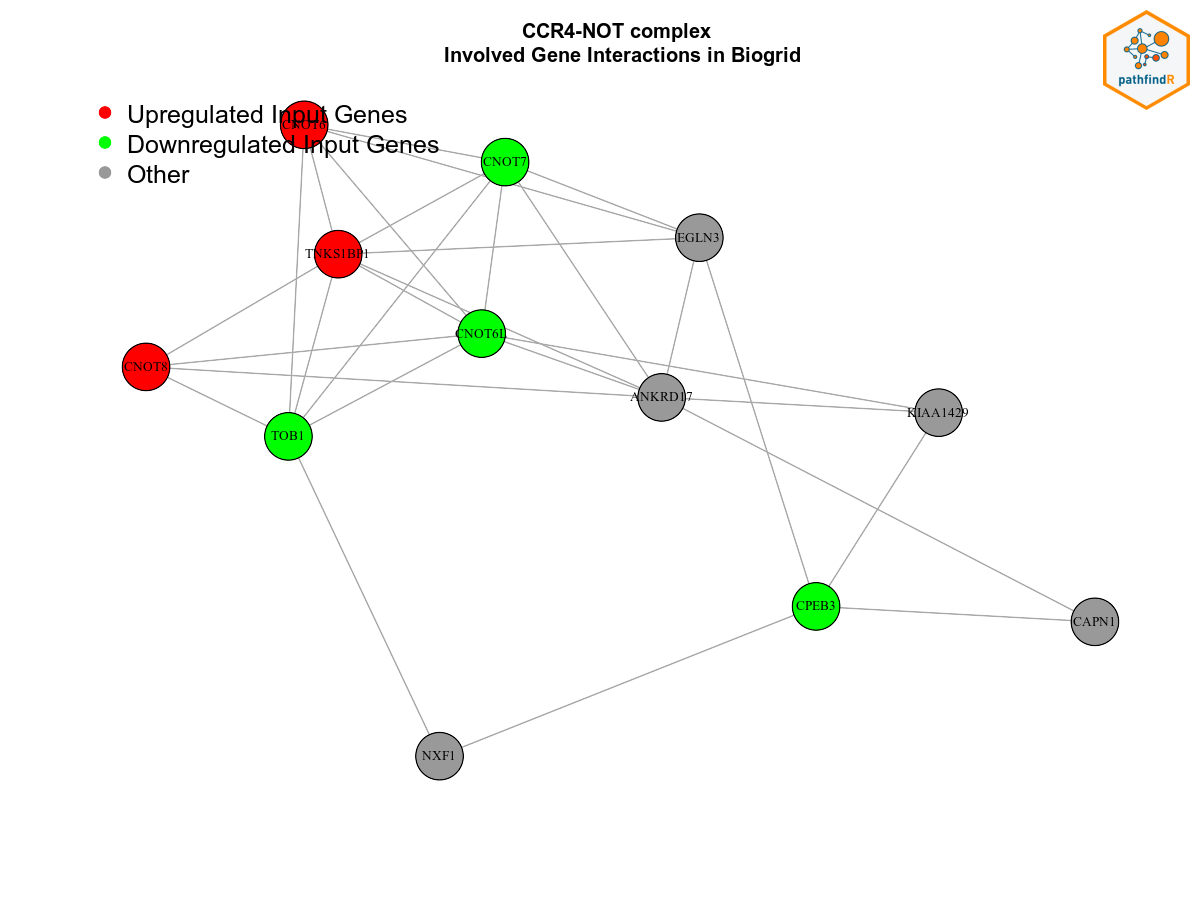 CCR4-NOT complex
Involved Gene Interactions in Biogrid
pathfindR
Upregulated Input Genes
CNOT6
Downregulated Input Genes
CNOT7
Other
EGLN3
TNKS1BP1
CNOT6L
CNOT8
ANKRD17
KIAA1429
TOB1
CPEB3
CAPN1
NXF1